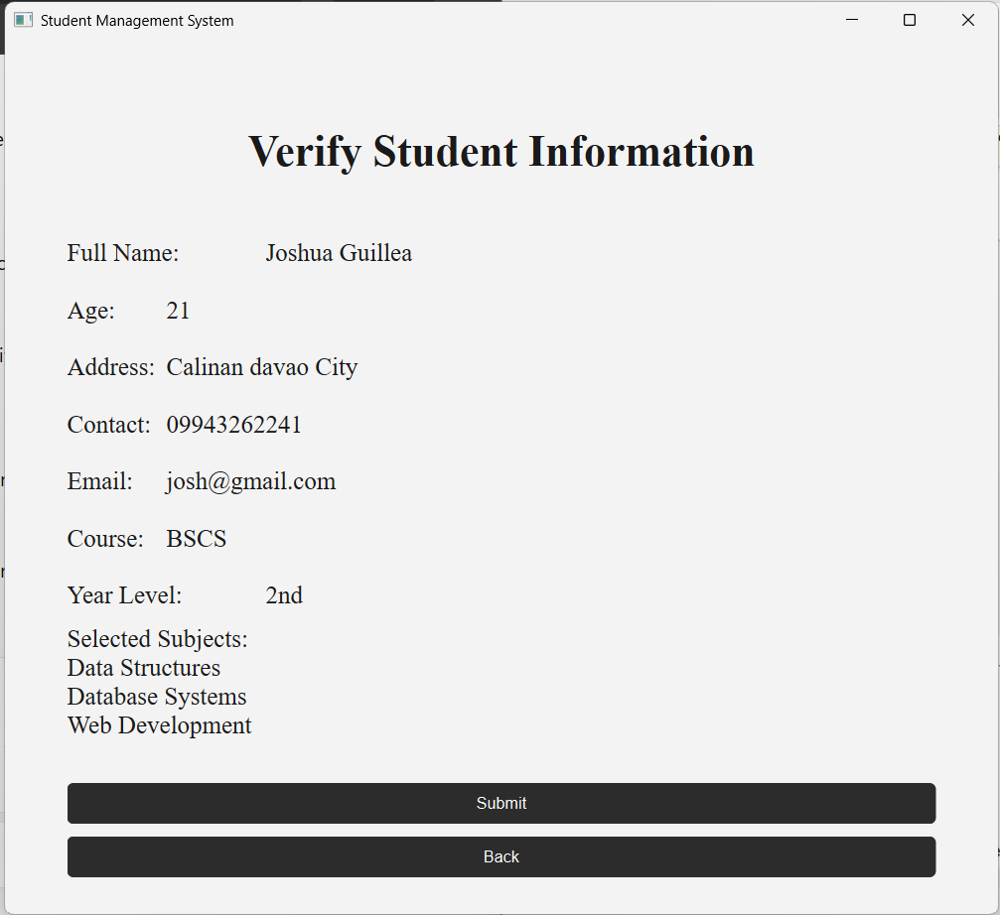 Student Management System
Verify Student Information
Full Name: Joshua Guillea
Age: 21
Address: Calinan davao City
Contact: 09943262241
Email: josh@gmail.com
Course: BSCS
Year Level: 2nd
Selected Subjects:
Data Structures
Database Systems
Web Development
Submit
Back